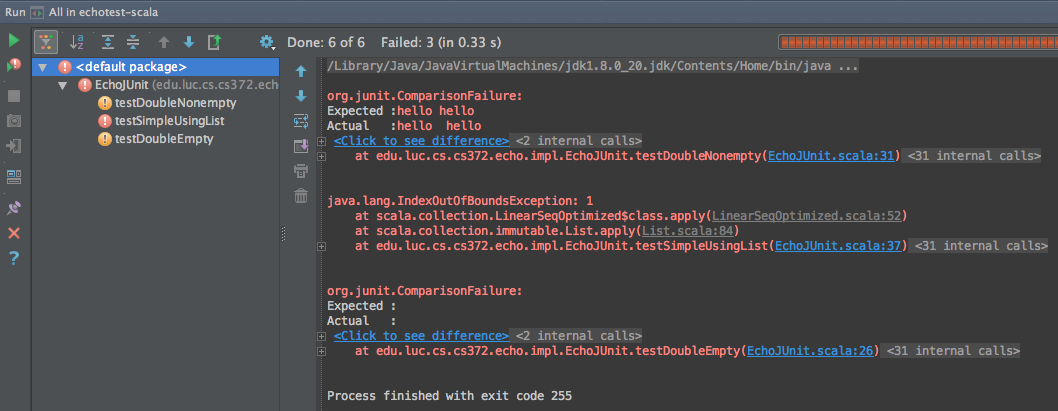 Run All in echotest-scala
Done: 6 of 6 Failed: 3 (in 0.33 s)
<default package>
EchoJUnit (edu.luc.cs.cs372.ech
testDoubleNonempty
testSimpleUsingList
testDoubleEmpty
/Library/Java/JavaVirtualMachines/jdk1.8.0_20.jdk/Contents/Home/bin/java ...
org.junit.ComparisonFailure:
Expected :hello hello
Actual   :hello  hello
<Click to see difference> <2 internal calls>
at edu.luc.cs.cs372.echo.impl.EchoJUnit.testDoubleNonempty(EchoJUnit.scala:31) <31 internal calls>
java.lang.IndexOutOfBoundsException: 1
at scala.collection.LinearSeqOptimized$class.apply(LinearSeqOptimized.scala:52)
at scala.collection.immutable.List.apply(List.scala:84)
at edu.luc.cs.cs372.echo.impl.EchoJUnit.testSimpleUsingList(EchoJUnit.scala:37) <31 internal calls>
org.junit.ComparisonFailure:
Expected :
Actual   :
<Click to see difference> <2 internal calls>
at edu.luc.cs.cs372.echo.impl.EchoJUnit.testDoubleEmpty(EchoJUnit.scala:26) <31 internal calls>
Process finished with exit code 255